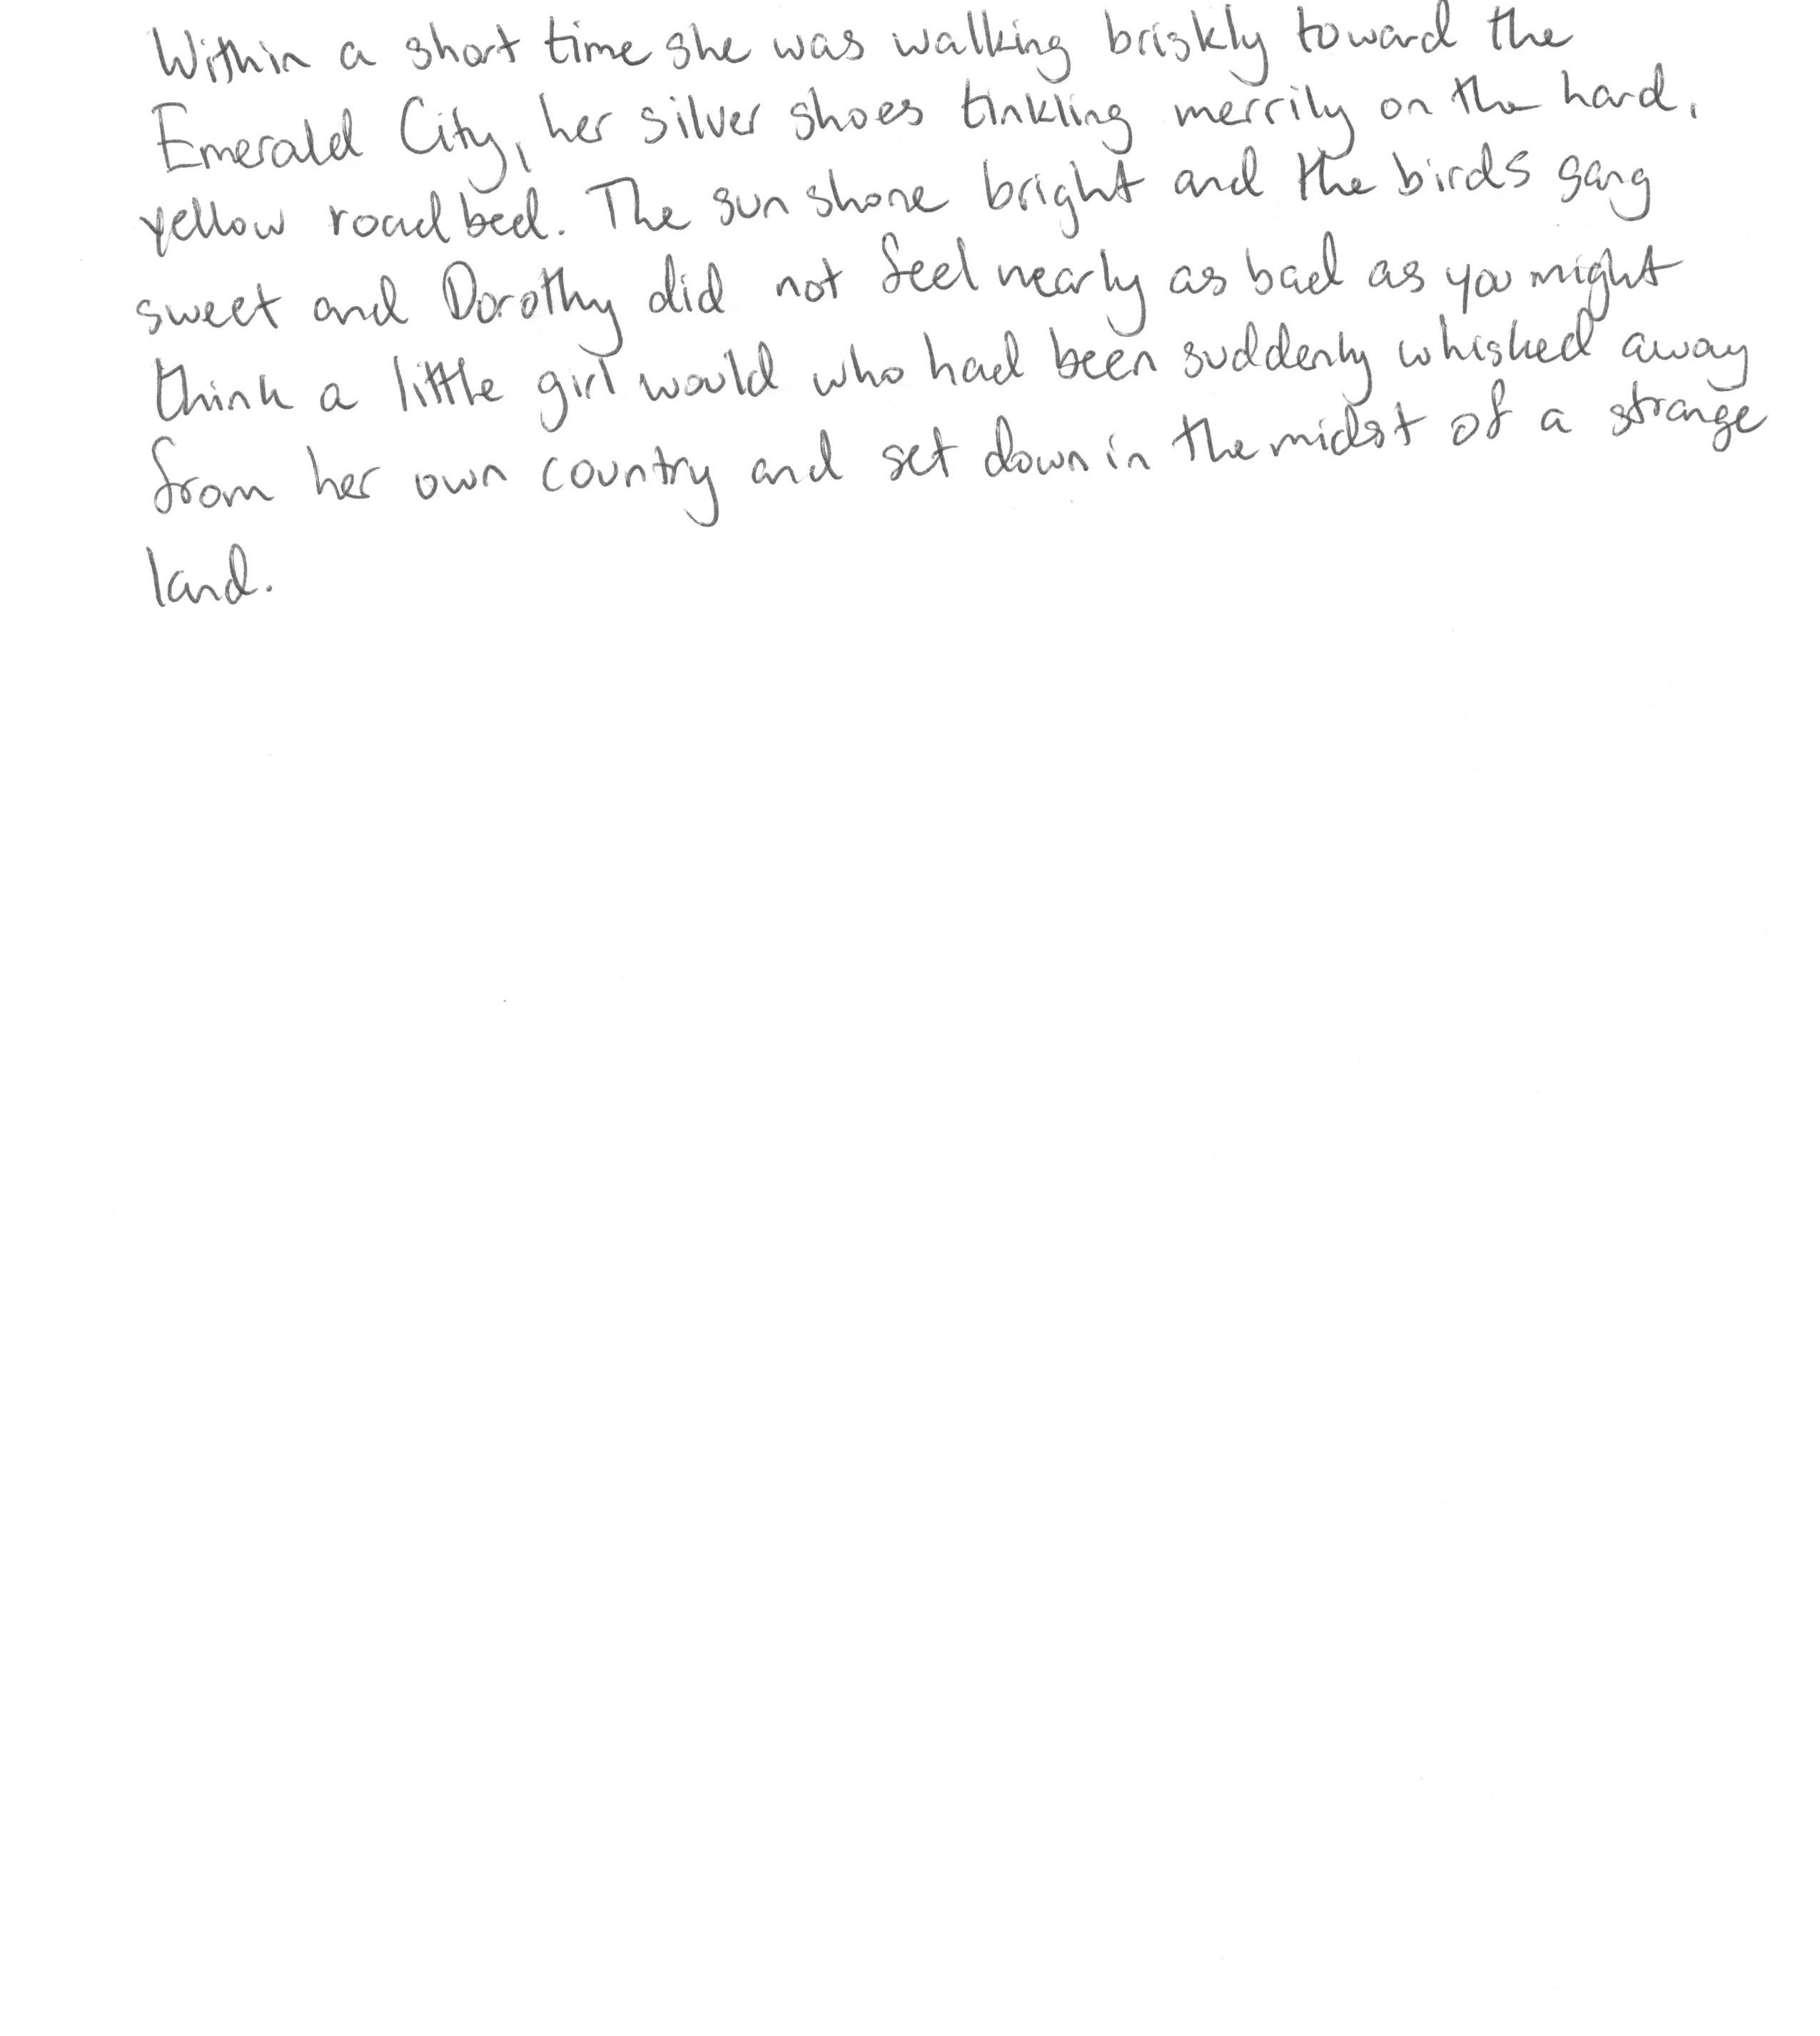 Within a short time she was walking briskly toward the
Emerald City, her silver shoes tinkling merrily on the hard,
yellow roadbed. The sun shone bright and the birds sang
sweet and Dorothy did not feel nearly as bad as you might
think a little girl would who had been suddenly whisked away
from her own country and set down in the midst of a strange
land.